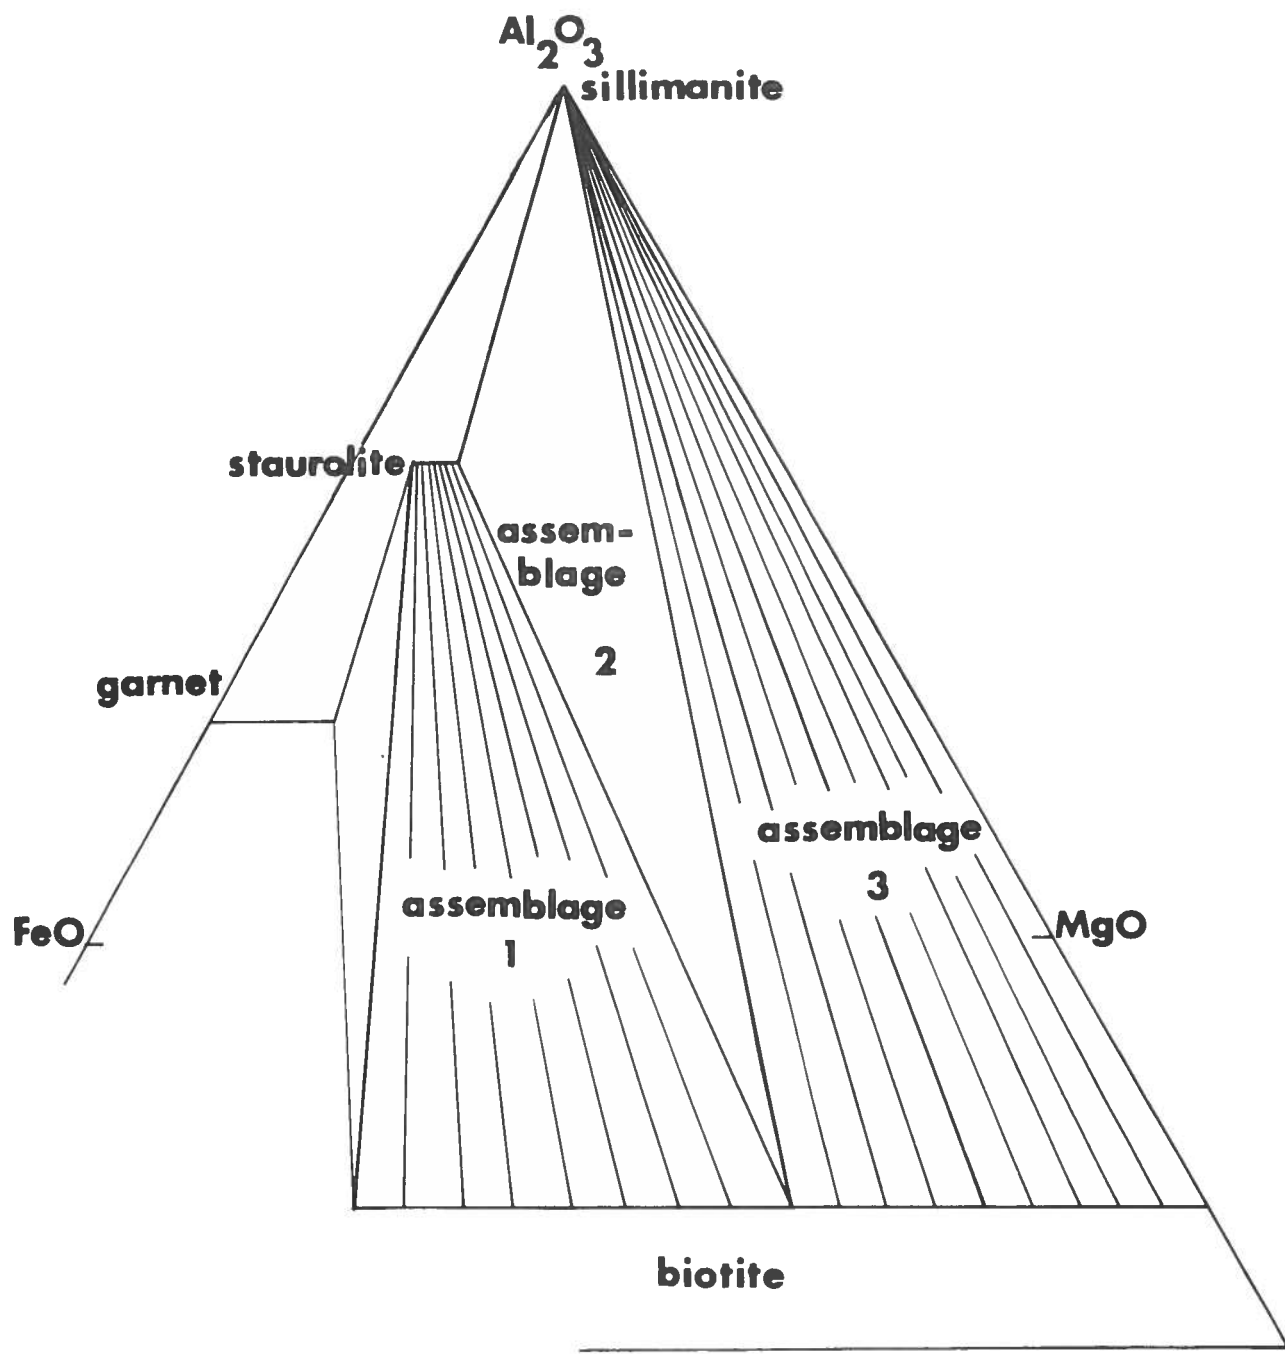 Al2O3
sillimanite
staurolite
assem-
blage
2
garnet
assemblage
3
assemblage
1
FeO
MgO
biotite